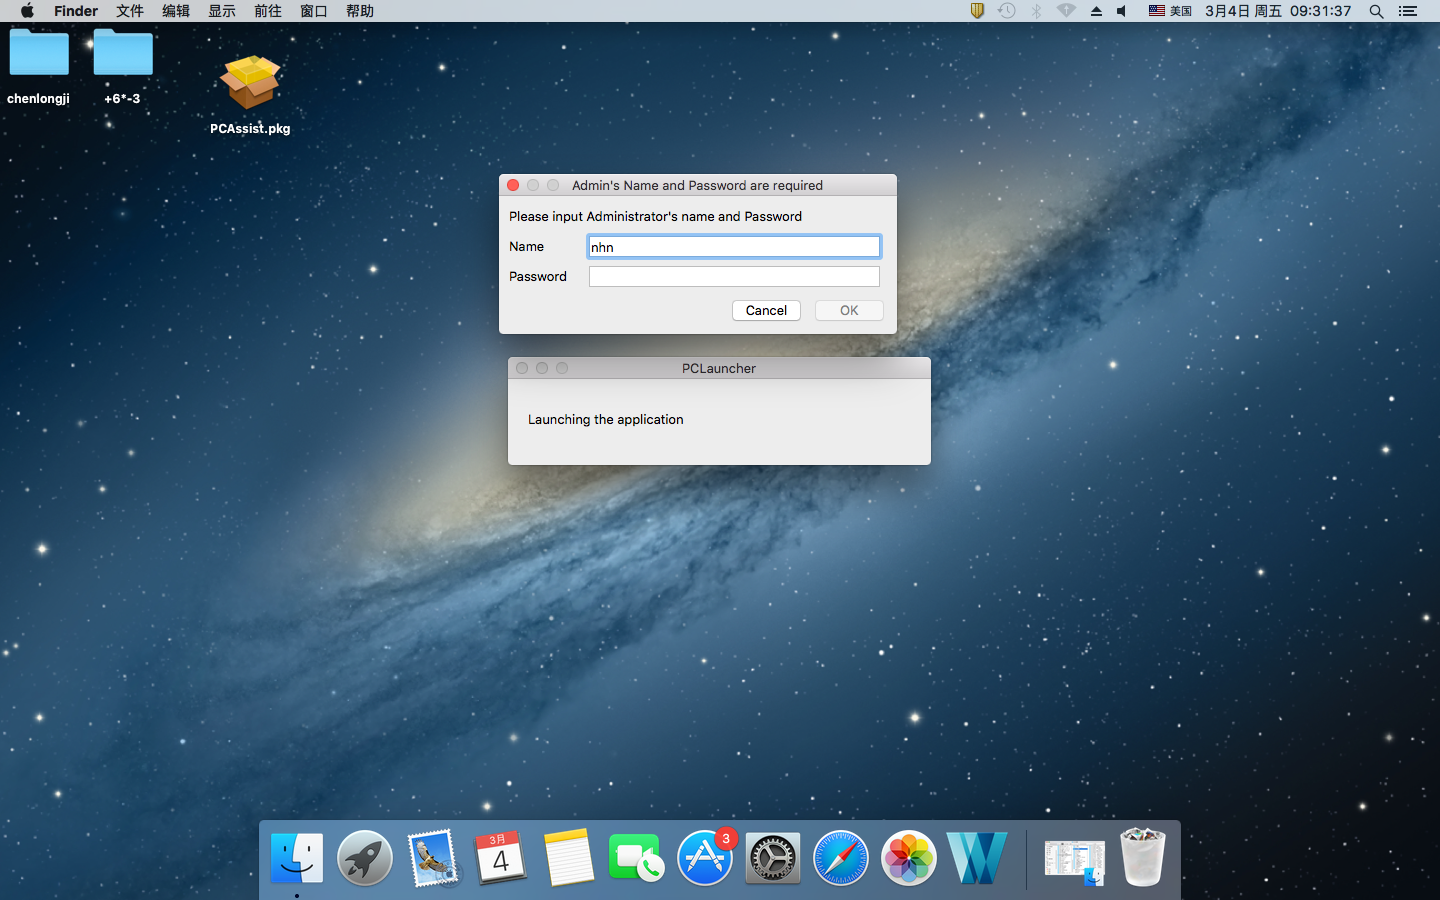 Finder 文件 编辑 显示 前往 窗口 帮助 美国 3月4日 周五 09:31:37
chenlongji
+6*-3
PCAssist.pkg
Admin's Name and Password are required
Please input Administrator's name and Password
Name nhn
Password
Cancel OK
PCLauncher
Launching the application
3月
4
3